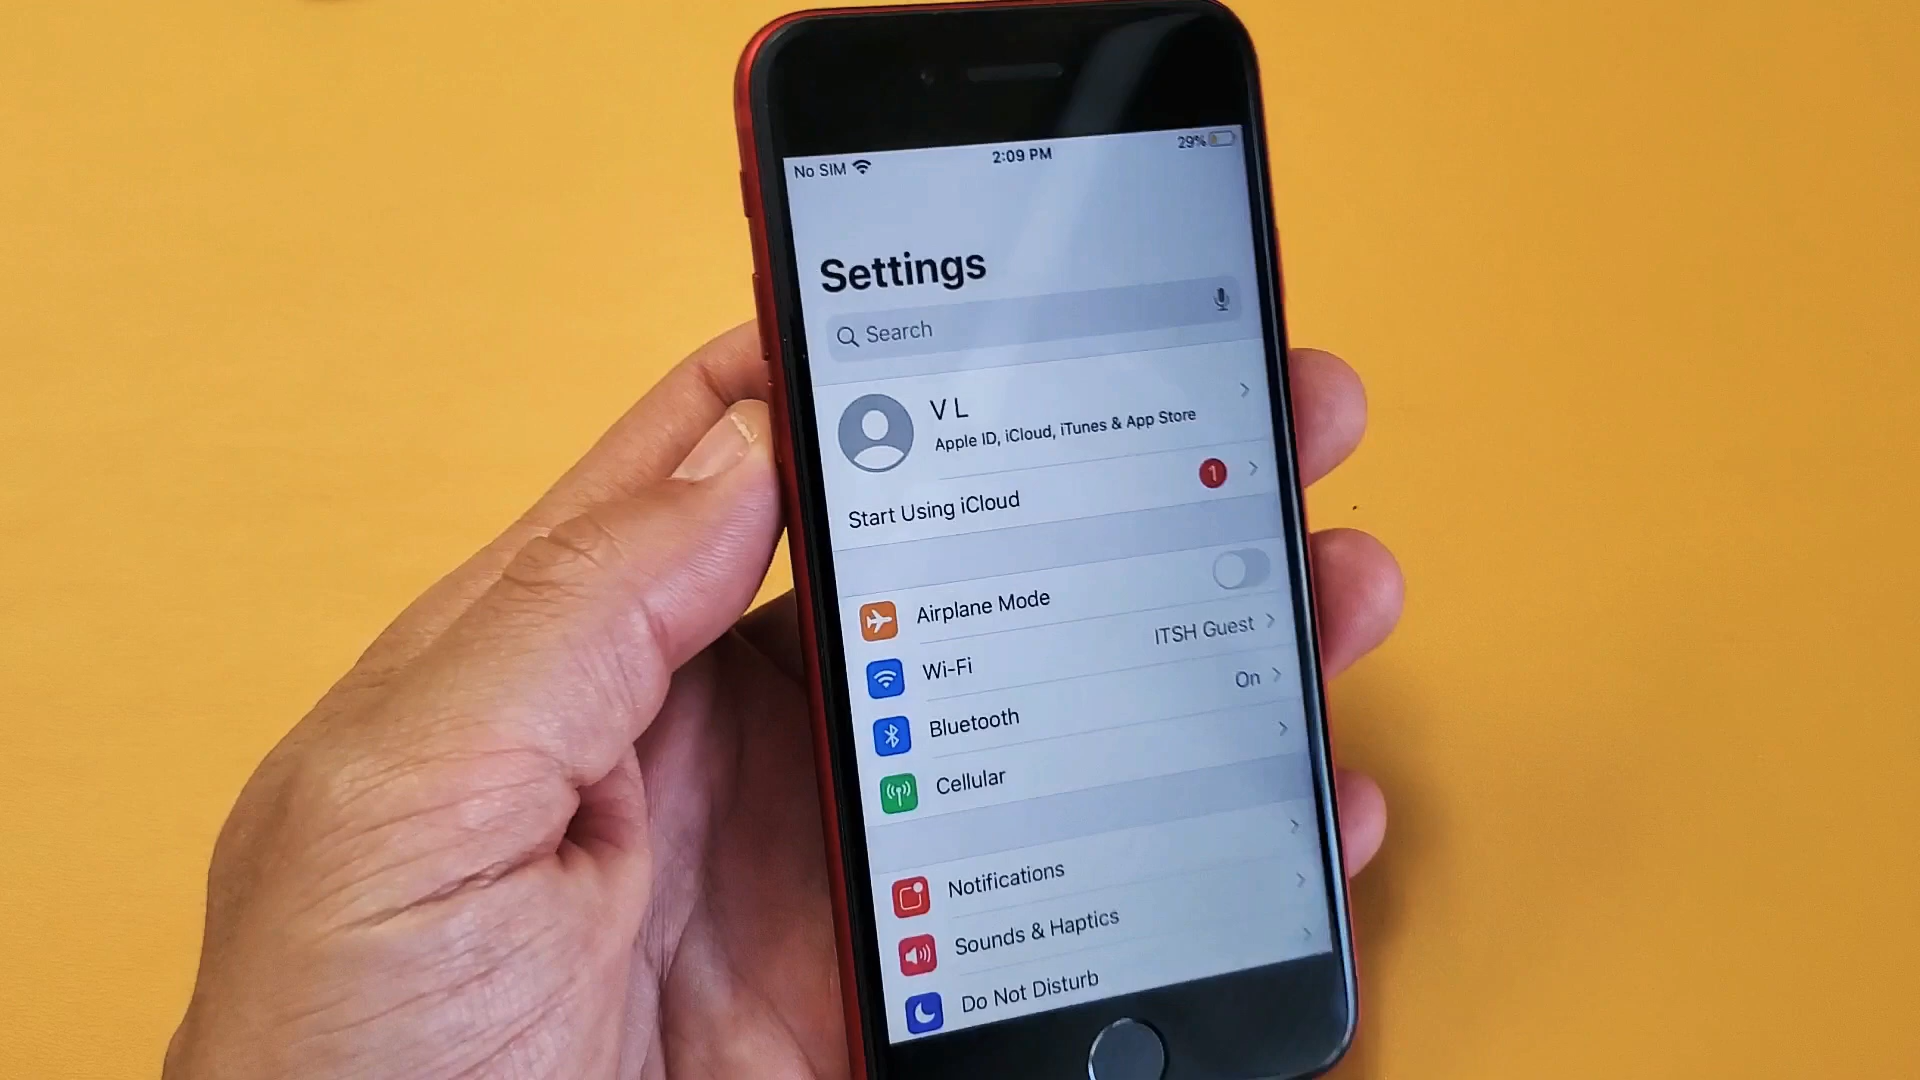 No SIM 2:09 PM 29%
Settings
Search
V L
Apple ID, iCloud, iTunes & App Store
Start Using iCloud 1
Airplane Mode
Wi-Fi ITSH Guest
Bluetooth On
Cellular
Notifications
Sounds & Haptics
Do Not Disturb